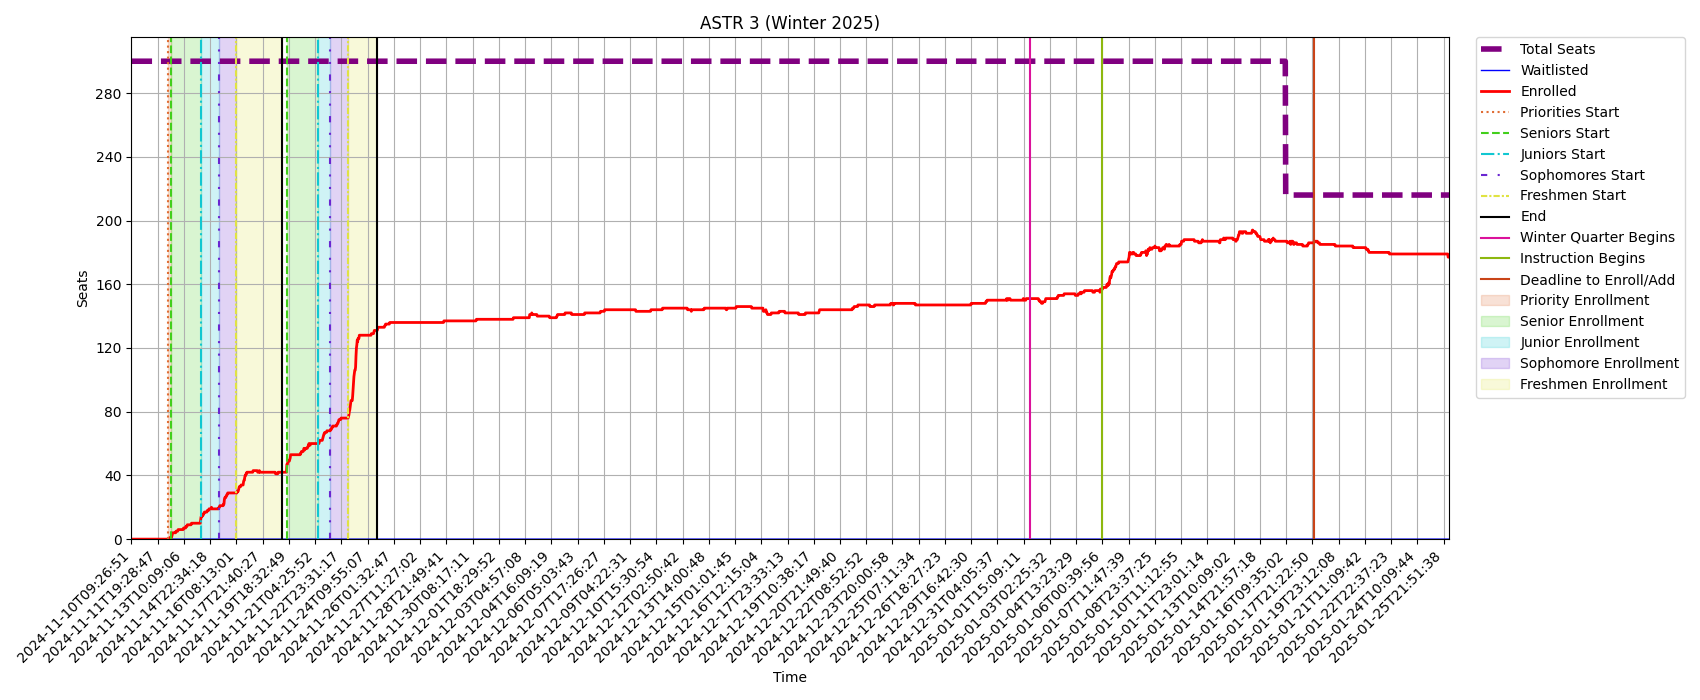 ASTR 3 (Winter 2025)
Seats
280
240
200
160
120
80
40
0
2024-11-10T09:26:51
2024-11-11T19:28:47
2024-11-13T10:09:06
2024-11-14T22:34:18
2024-11-16T08:13:01
2024-11-17T21:40:27
2024-11-19T18:32:49
2024-11-21T04:25:52
2024-11-22T23:31:17
2024-11-24T09:55:07
2024-11-26T01:32:47
2024-11-27T11:27:02
2024-11-28T21:49:41
2024-11-30T08:17:11
2024-12-01T18:29:52
2024-12-03T04:57:08
2024-12-04T16:09:19
2024-12-06T05:03:43
2024-12-07T17:26:27
2024-12-09T04:22:31
2024-12-10T15:30:54
2024-12-12T02:50:42
2024-12-13T14:00:48
2024-12-15T01:01:45
2024-12-16T12:15:04
2024-12-17T23:33:13
2024-12-19T10:38:17
2024-12-20T21:49:40
2024-12-22T08:52:52
2024-12-23T20:00:58
2024-12-25T07:11:34
2024-12-26T18:27:23
2024-12-29T16:42:30
2024-12-31T04:05:37
2025-01-01T15:09:11
2025-01-03T02:25:32
2025-01-04T13:23:29
2025-01-06T00:39:56
2025-01-07T11:47:39
2025-01-08T23:37:25
2025-01-10T11:12:55
2025-01-11T23:01:14
2025-01-13T10:09:02
2025-01-14T21:57:18
2025-01-16T09:35:02
2025-01-17T21:22:50
2025-01-19T23:12:08
2025-01-21T11:09:42
2025-01-22T22:37:23
2025-01-24T10:09:44
2025-01-25T21:51:38
Time
Total Seats
Waitlisted
Enrolled
Priorities Start
Seniors Start
Juniors Start
Sophomores Start
Freshmen Start
End
Winter Quarter Begins
Instruction Begins
Deadline to Enroll/Add
Priority Enrollment
Senior Enrollment
Junior Enrollment
Sophomore Enrollment
Freshmen Enrollment